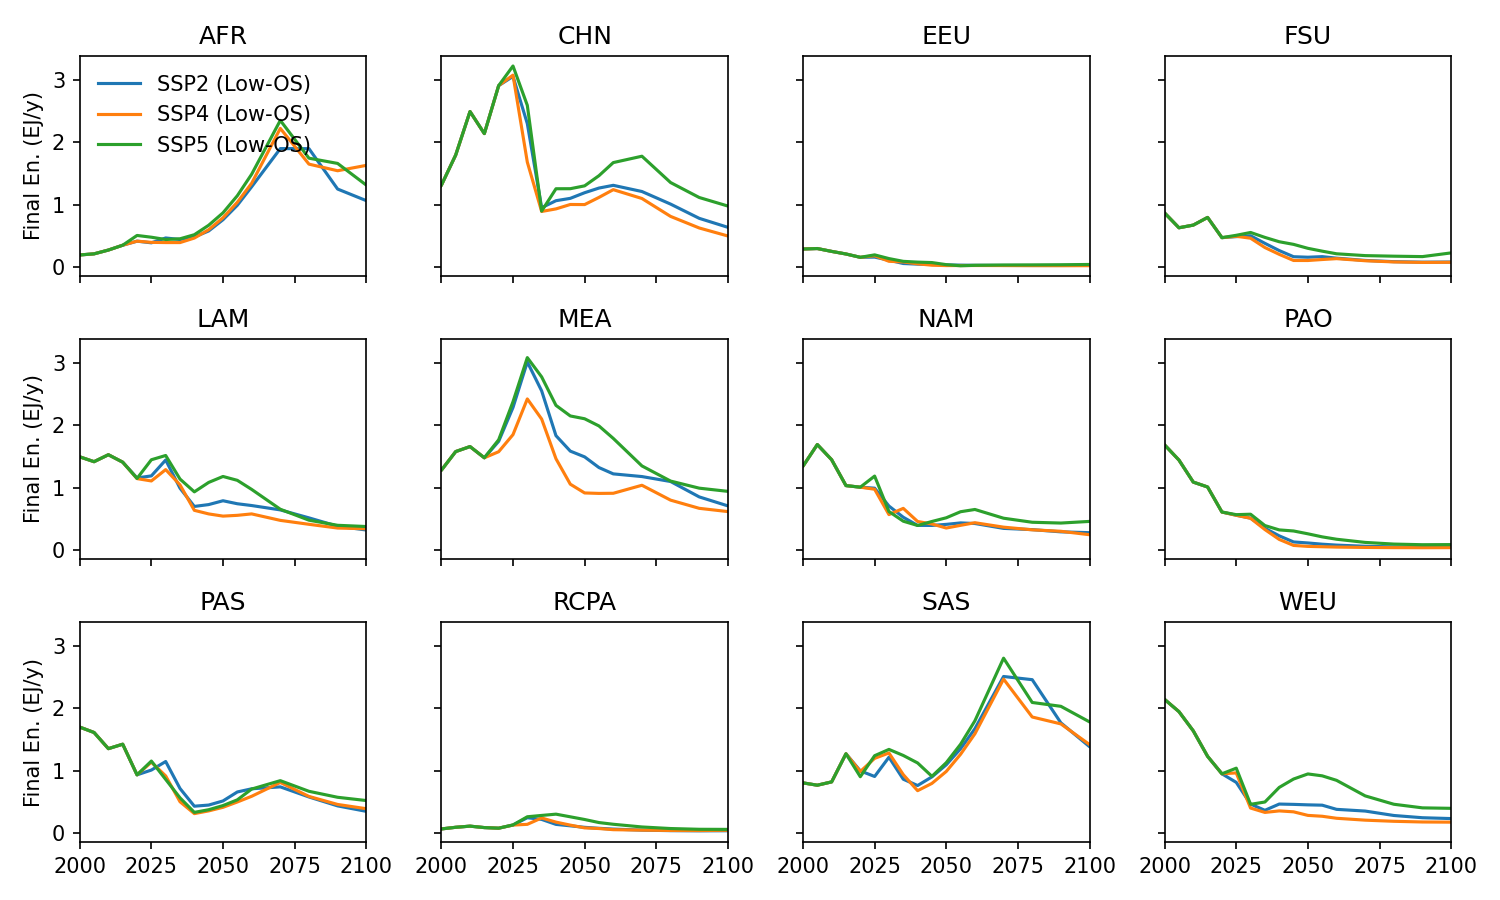 AFR CHN EEU FSU
Final En. (EJ/y)
3
2
1
0
SSP2 (Low-OS)
SSP4 (Low-OS)
SSP5 (Low-OS)
LAM MEA NAM PAO
Final En. (EJ/y)
3
2
1
0
PAS RCPA SAS WEU
Final En. (EJ/y)
3
2
1
0
2000 2025 2050 2075 2100 2000 2025 2050 2075 2100 2000 2025 2050 2075 2100 2000 2025 2050 2075 2100